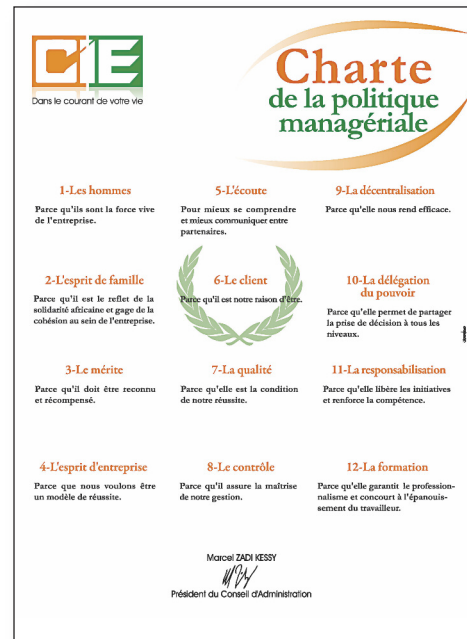 CIE
Dans le courant de votre vie
Charte
de la politique
managériale
1-Les hommes
Parce qu'ils sont la force vive
de l'entreprise.
2-L'esprit de famille
Parce qu'il est le reflet de la
solidarité africaine et gage de la
cohésion au sein de l'entreprise.
3-Le mérite
Parce qu'il doit être reconnu
et récompensé.
4-L'esprit d'entreprise
Parce que nous voulons être
un modèle de réussite.
5-L'écoute
Pour mieux se comprendre
et mieux communiquer entre
partenaires.
6-Le client
Parce qu'il est notre raison d'être.
7-La qualité
Parce qu'elle est la condition
de notre réussite.
8-Le contrôle
Parce qu'il assure la maîtrise
de notre gestion.
9-La décentralisation
Parce qu'elle nous rend efficace.
10-La délégation
du pouvoir
Parce qu'elle permet de partager
la prise de décision à tous les
niveaux.
11-La responsabilisation
Parce qu'elle libère les initiatives
et renforce la compétence.
12-La formation
Parce qu'elle garantit le profession-
nalisme et concourt à l'épanouis-
sement du travailleur.
Marcel ZADI KESSY
Président du Conseil d'Administration